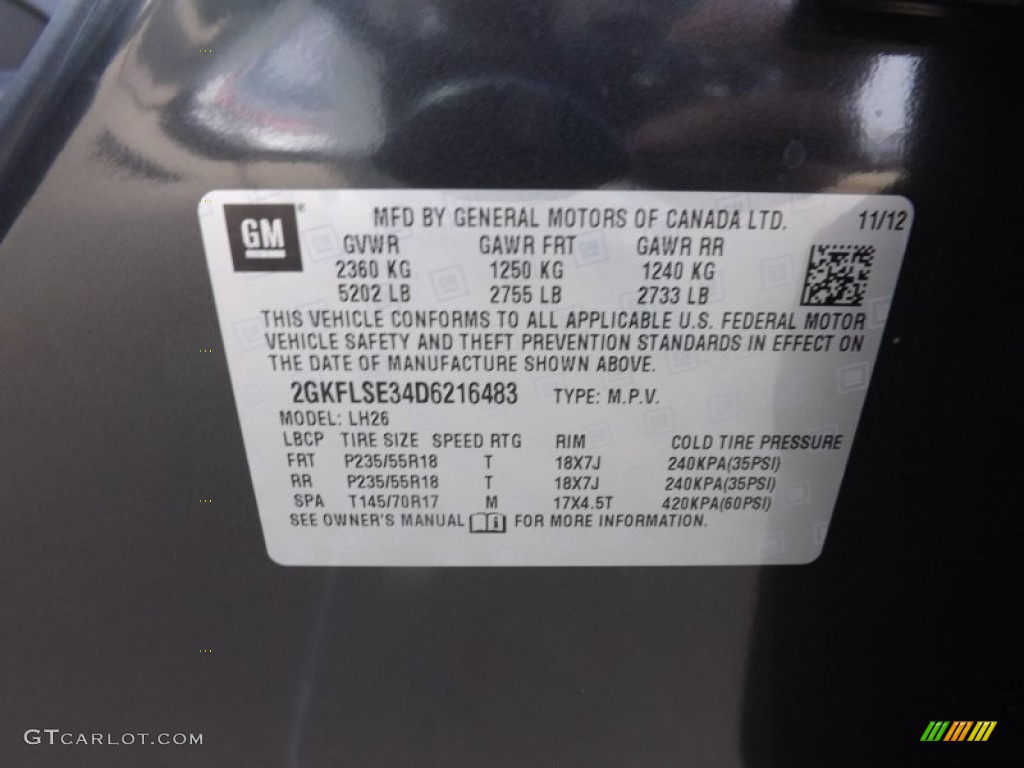 GM ®
MFD BY GENERAL MOTORS OF CANADA LTD. 11/12
GVWR GAWR FRT GAWR RR
2360 KG 1250 KG 1240 KG
5202 LB 2755 LB 2733 LB
THIS VEHICLE CONFORMS TO ALL APPLICABLE U.S. FEDERAL MOTOR
VEHICLE SAFETY AND THEFT PREVENTION STANDARDS IN EFFECT ON
THE DATE OF MANUFACTURE SHOWN ABOVE.
2GKFLSE34D6216483 TYPE: M.P.V.
MODEL: LH26
LBCP TIRE SIZE SPEED RTG RIM COLD TIRE PRESSURE
FRT P235/55R18 T 18X7J 240KPA(35PSI)
RR P235/55R18 T 18X7J 240KPA(35PSI)
SPA T145/70R17 M 17X4.5T 420KPA(60PSI)
SEE OWNER'S MANUAL i FOR MORE INFORMATION.
GTCARLOT.COM